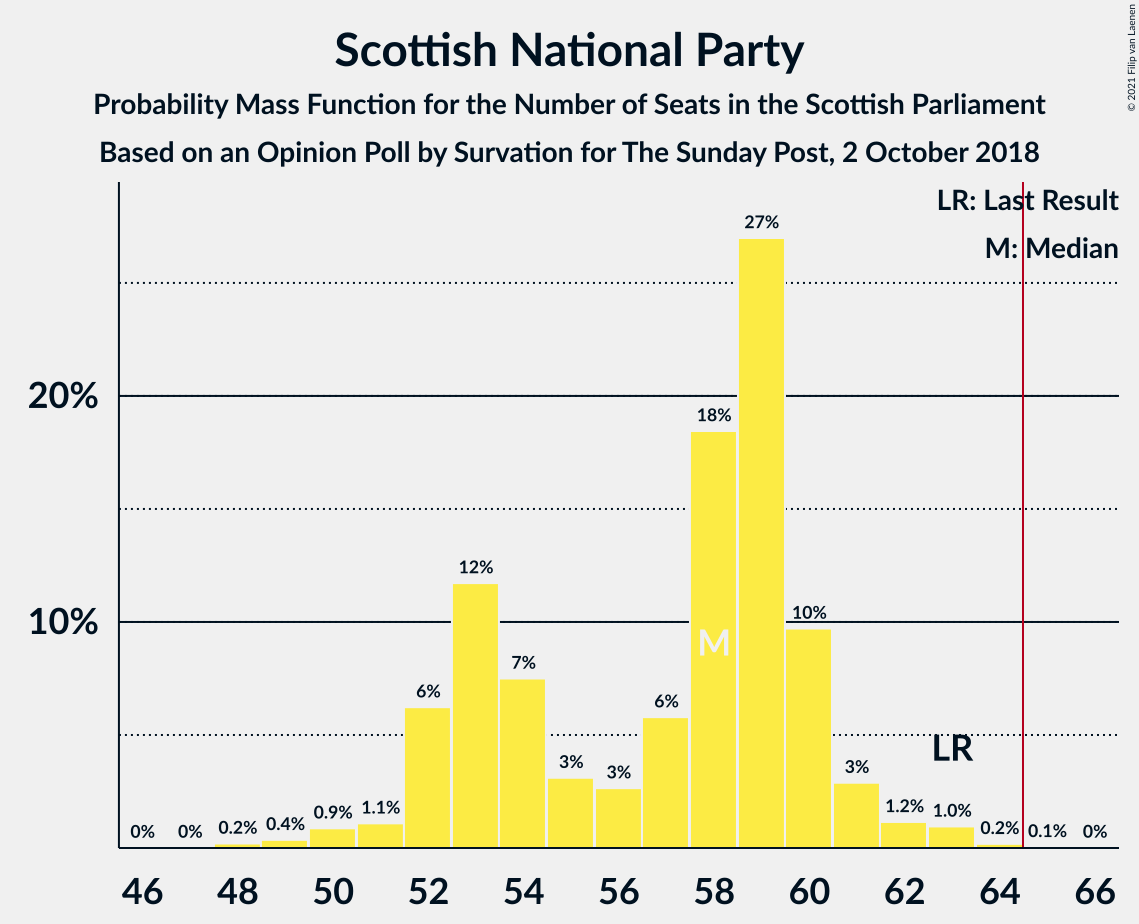 Scottish National Party
Probability Mass Function for the Number of Seats in the Scottish Parliament
Based on an Opinion Poll by Survation for The Sunday Post, 2 October 2018
© 2021 Filip van Laenen
LR: Last Result
M: Median
27%
20%
18%
12%
10%
10%
M
7%
6%
6%
LR
3%
3%
3%
0% 0% 0.2% 0.4% 0.9% 1.1% 1.2% 1.0% 0.2% 0.1% 0%
46 48 50 52 54 56 58 60 62 64 66